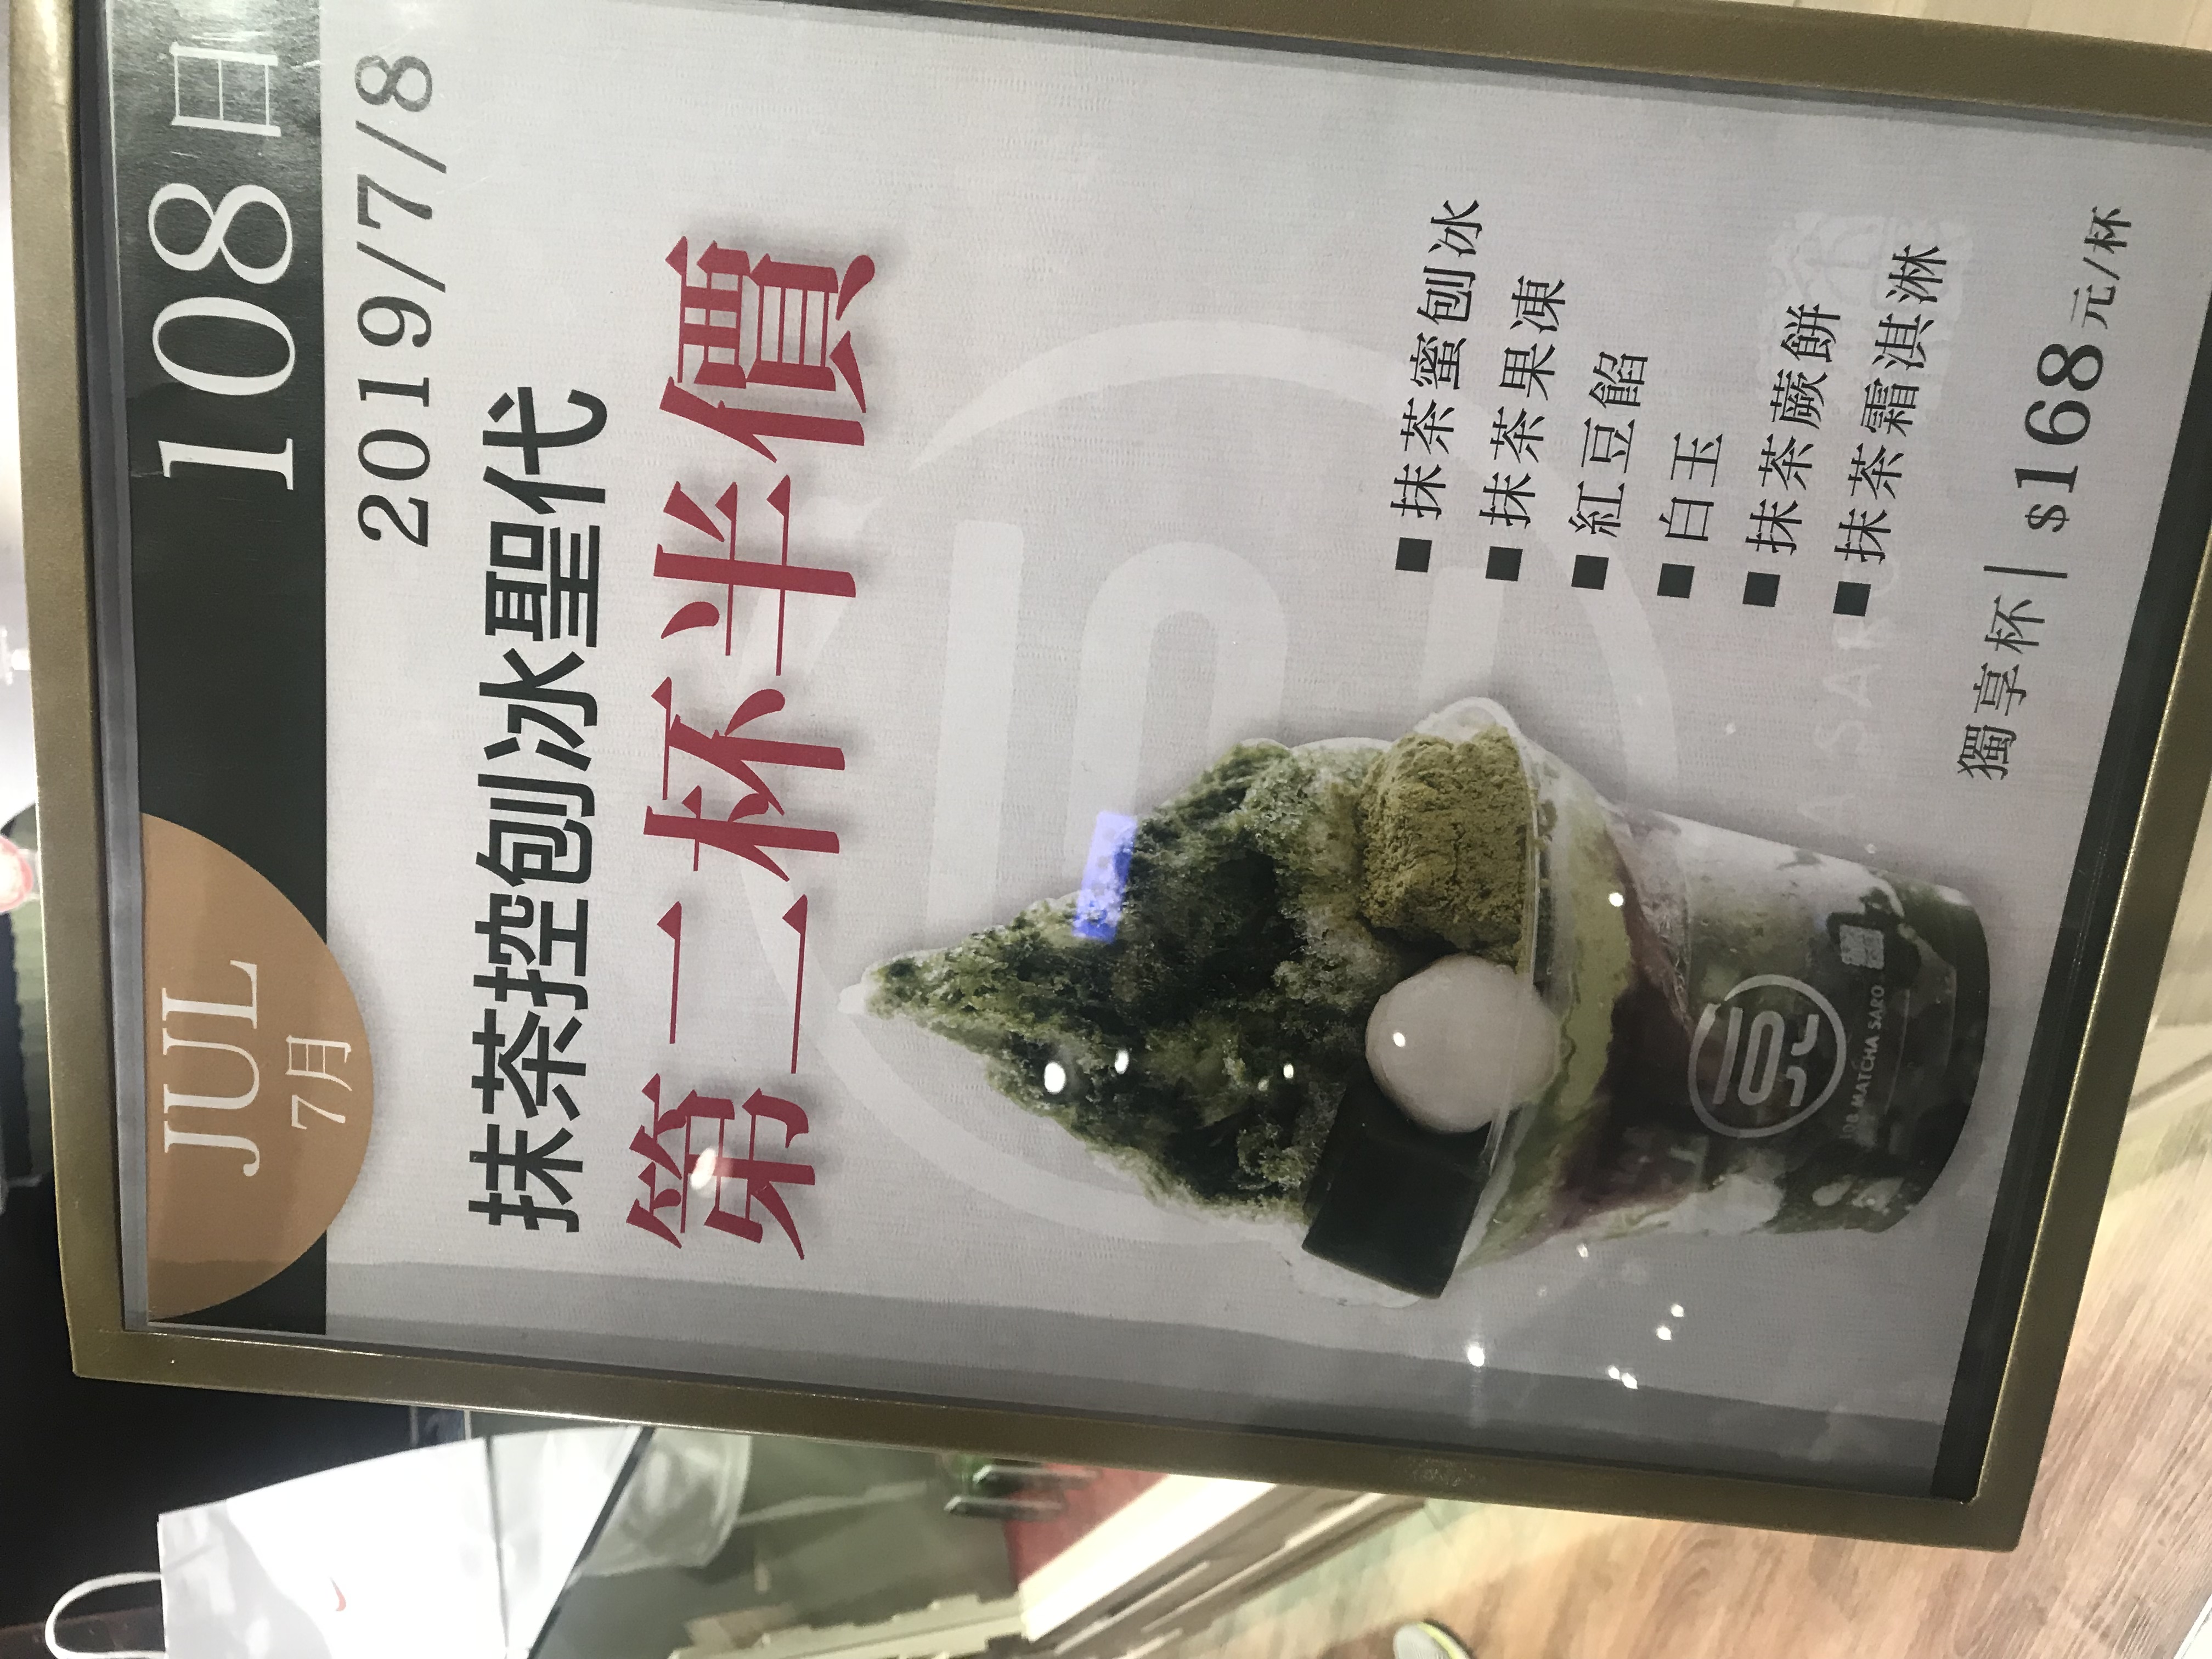 JUL
7月
108日
2019/7/8
抹茶控刨冰聖代
第二杯半價
■ 抹茶蜜刨冰
■ 抹茶果凍
■ 紅豆餡
■ 白玉
■ 抹茶蕨餅
■ 抹茶霜淇淋
108 MATCHA SARO
獨享杯｜$168元/杯